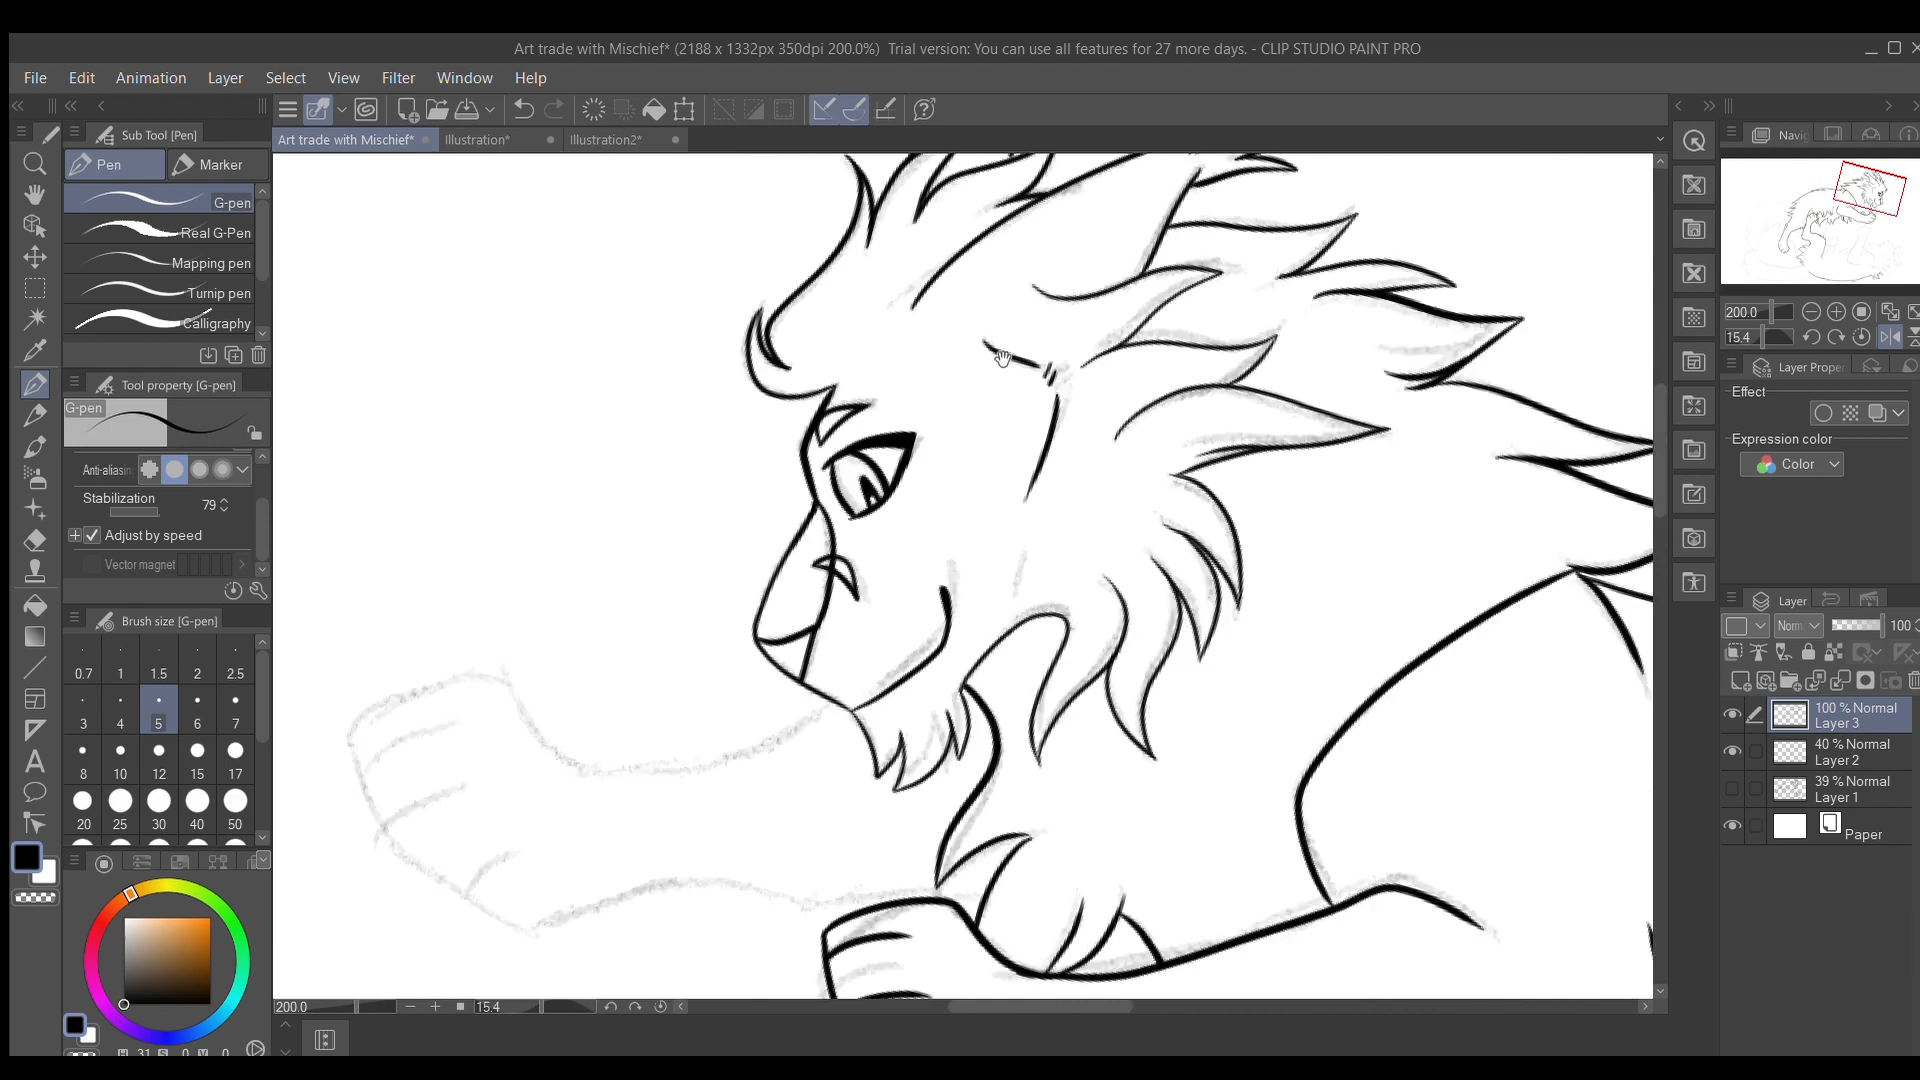 Art trade with Mischief* (2188 x 1332px 350dpi 200.0%) Trial version: You can use all features for 27 more days. - CLIP STUDIO PAINT PRO
File Edit Animation Layer Select View Filter Window Help
Sub Tool [Pen]
Pen Marker
G-pen
Real G-Pen
Mapping pen
Turnip pen
Calligraphy
Tool property [G-pen]
G-pen
Anti-aliasin
Stabilization 79
Adjust by speed
Vector magnet
Brush size [G-pen]
0.7 1 1.5 2 2.5
3 4 5 6 7
8 10 12 15 17
20 25 30 40 50
H 31 S 0 V 0
Art trade with Mischief* Illustration* Illustration2*
200.0 15.4
Navig
200.0
15.4
Layer Proper
Effect
Expression color
Color
Layer
Norm 100
100 % Normal
Layer 3
40 % Normal
Layer 2
39 % Normal
Layer 1
Paper